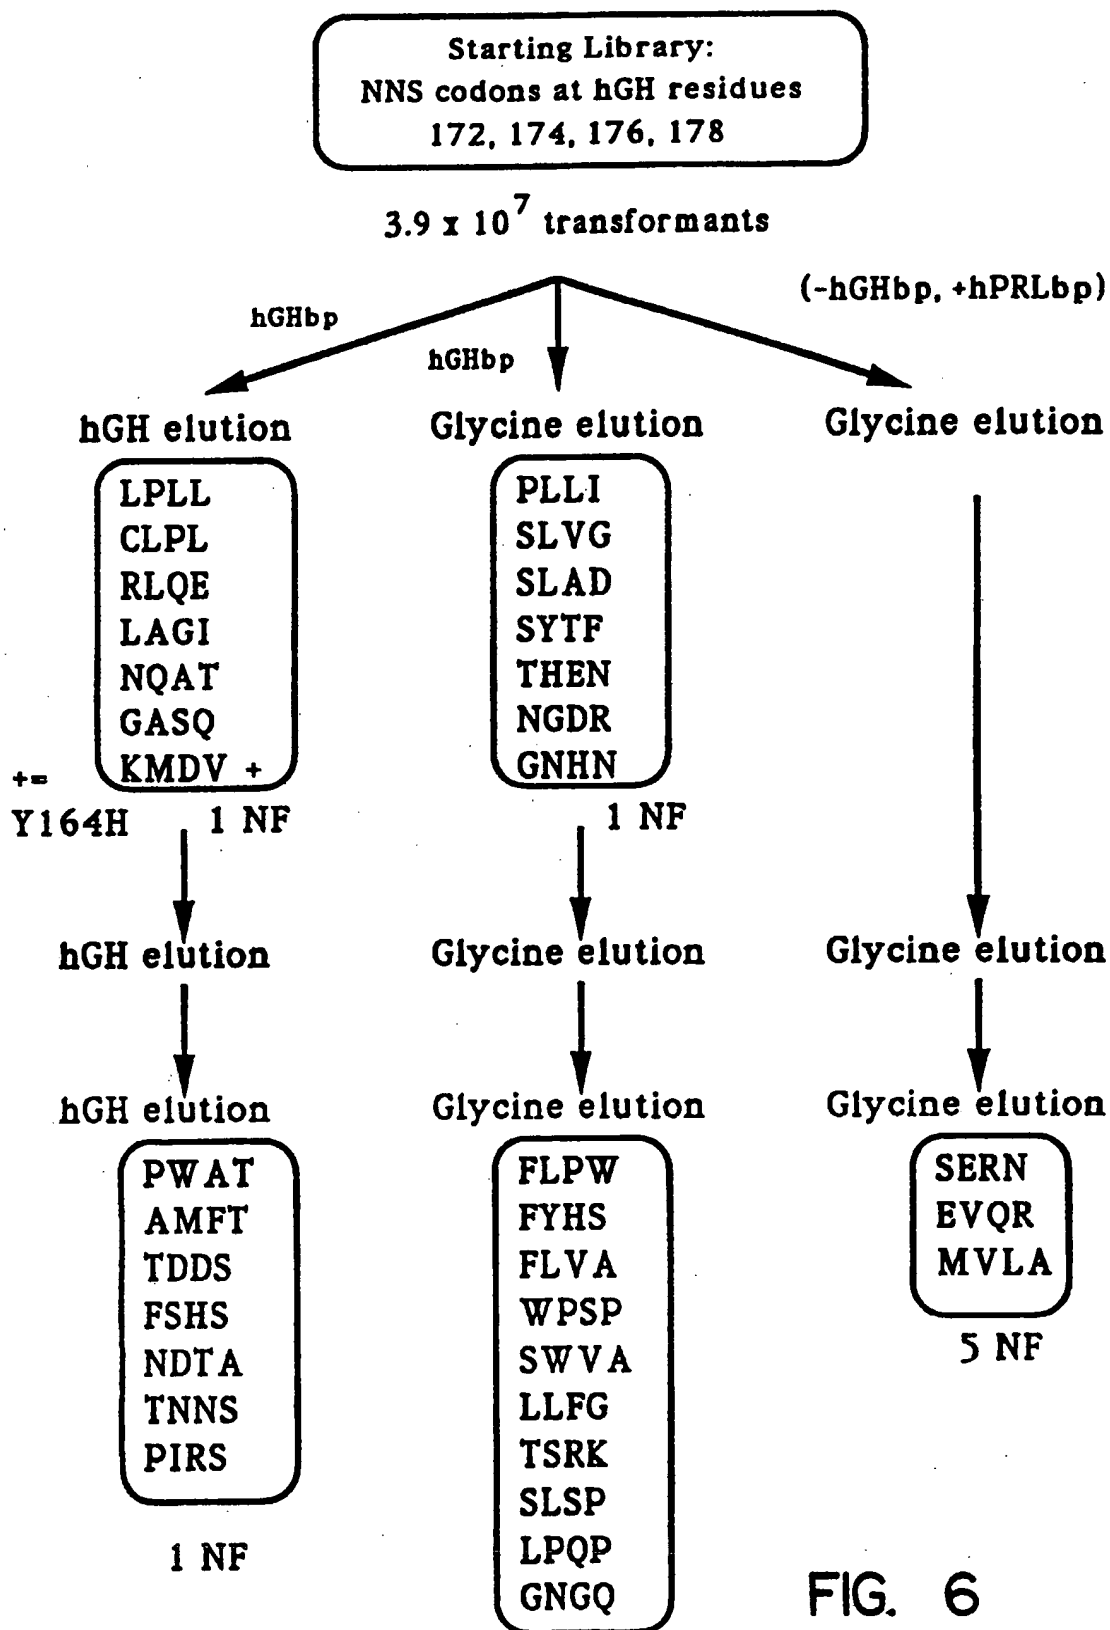 Starting Library:
NNS codons at hGH residues
172, 174, 176, 178
3.9 x 10^7 transformants
hGHbp
hGHbp
(-hGHbp, +hPRLbp)
hGH elution
LPLL
CLPL
RLQE
LAGI
NQAT
GASQ
KMDV +
+=
Y164H
1 NF
Glycine elution
PLLI
SLVG
SLAD
SYTF
THEN
NGDR
GNHN
1 NF
Glycine elution
hGH elution
Glycine elution
Glycine elution
hGH elution
PWAT
AMFT
TDDS
FSHS
NDTA
TNNS
PIRS
1 NF
Glycine elution
FLPW
FYHS
FLVA
WPSP
SWVA
LLFG
TSRK
SLSP
LPQP
GNGQ
Glycine elution
SERN
EVQR
MVLA
5 NF
FIG. 6